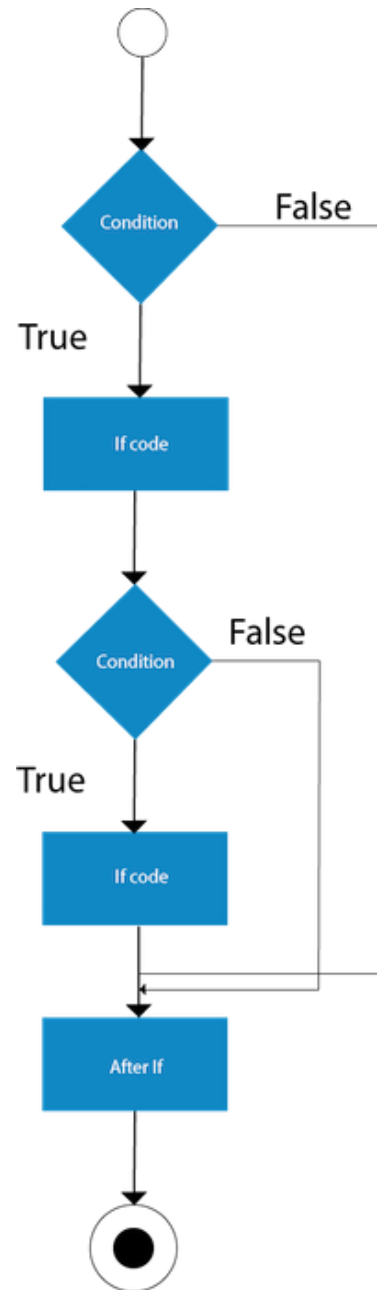 Condition
False
True
If code
Condition
False
True
If code
After If